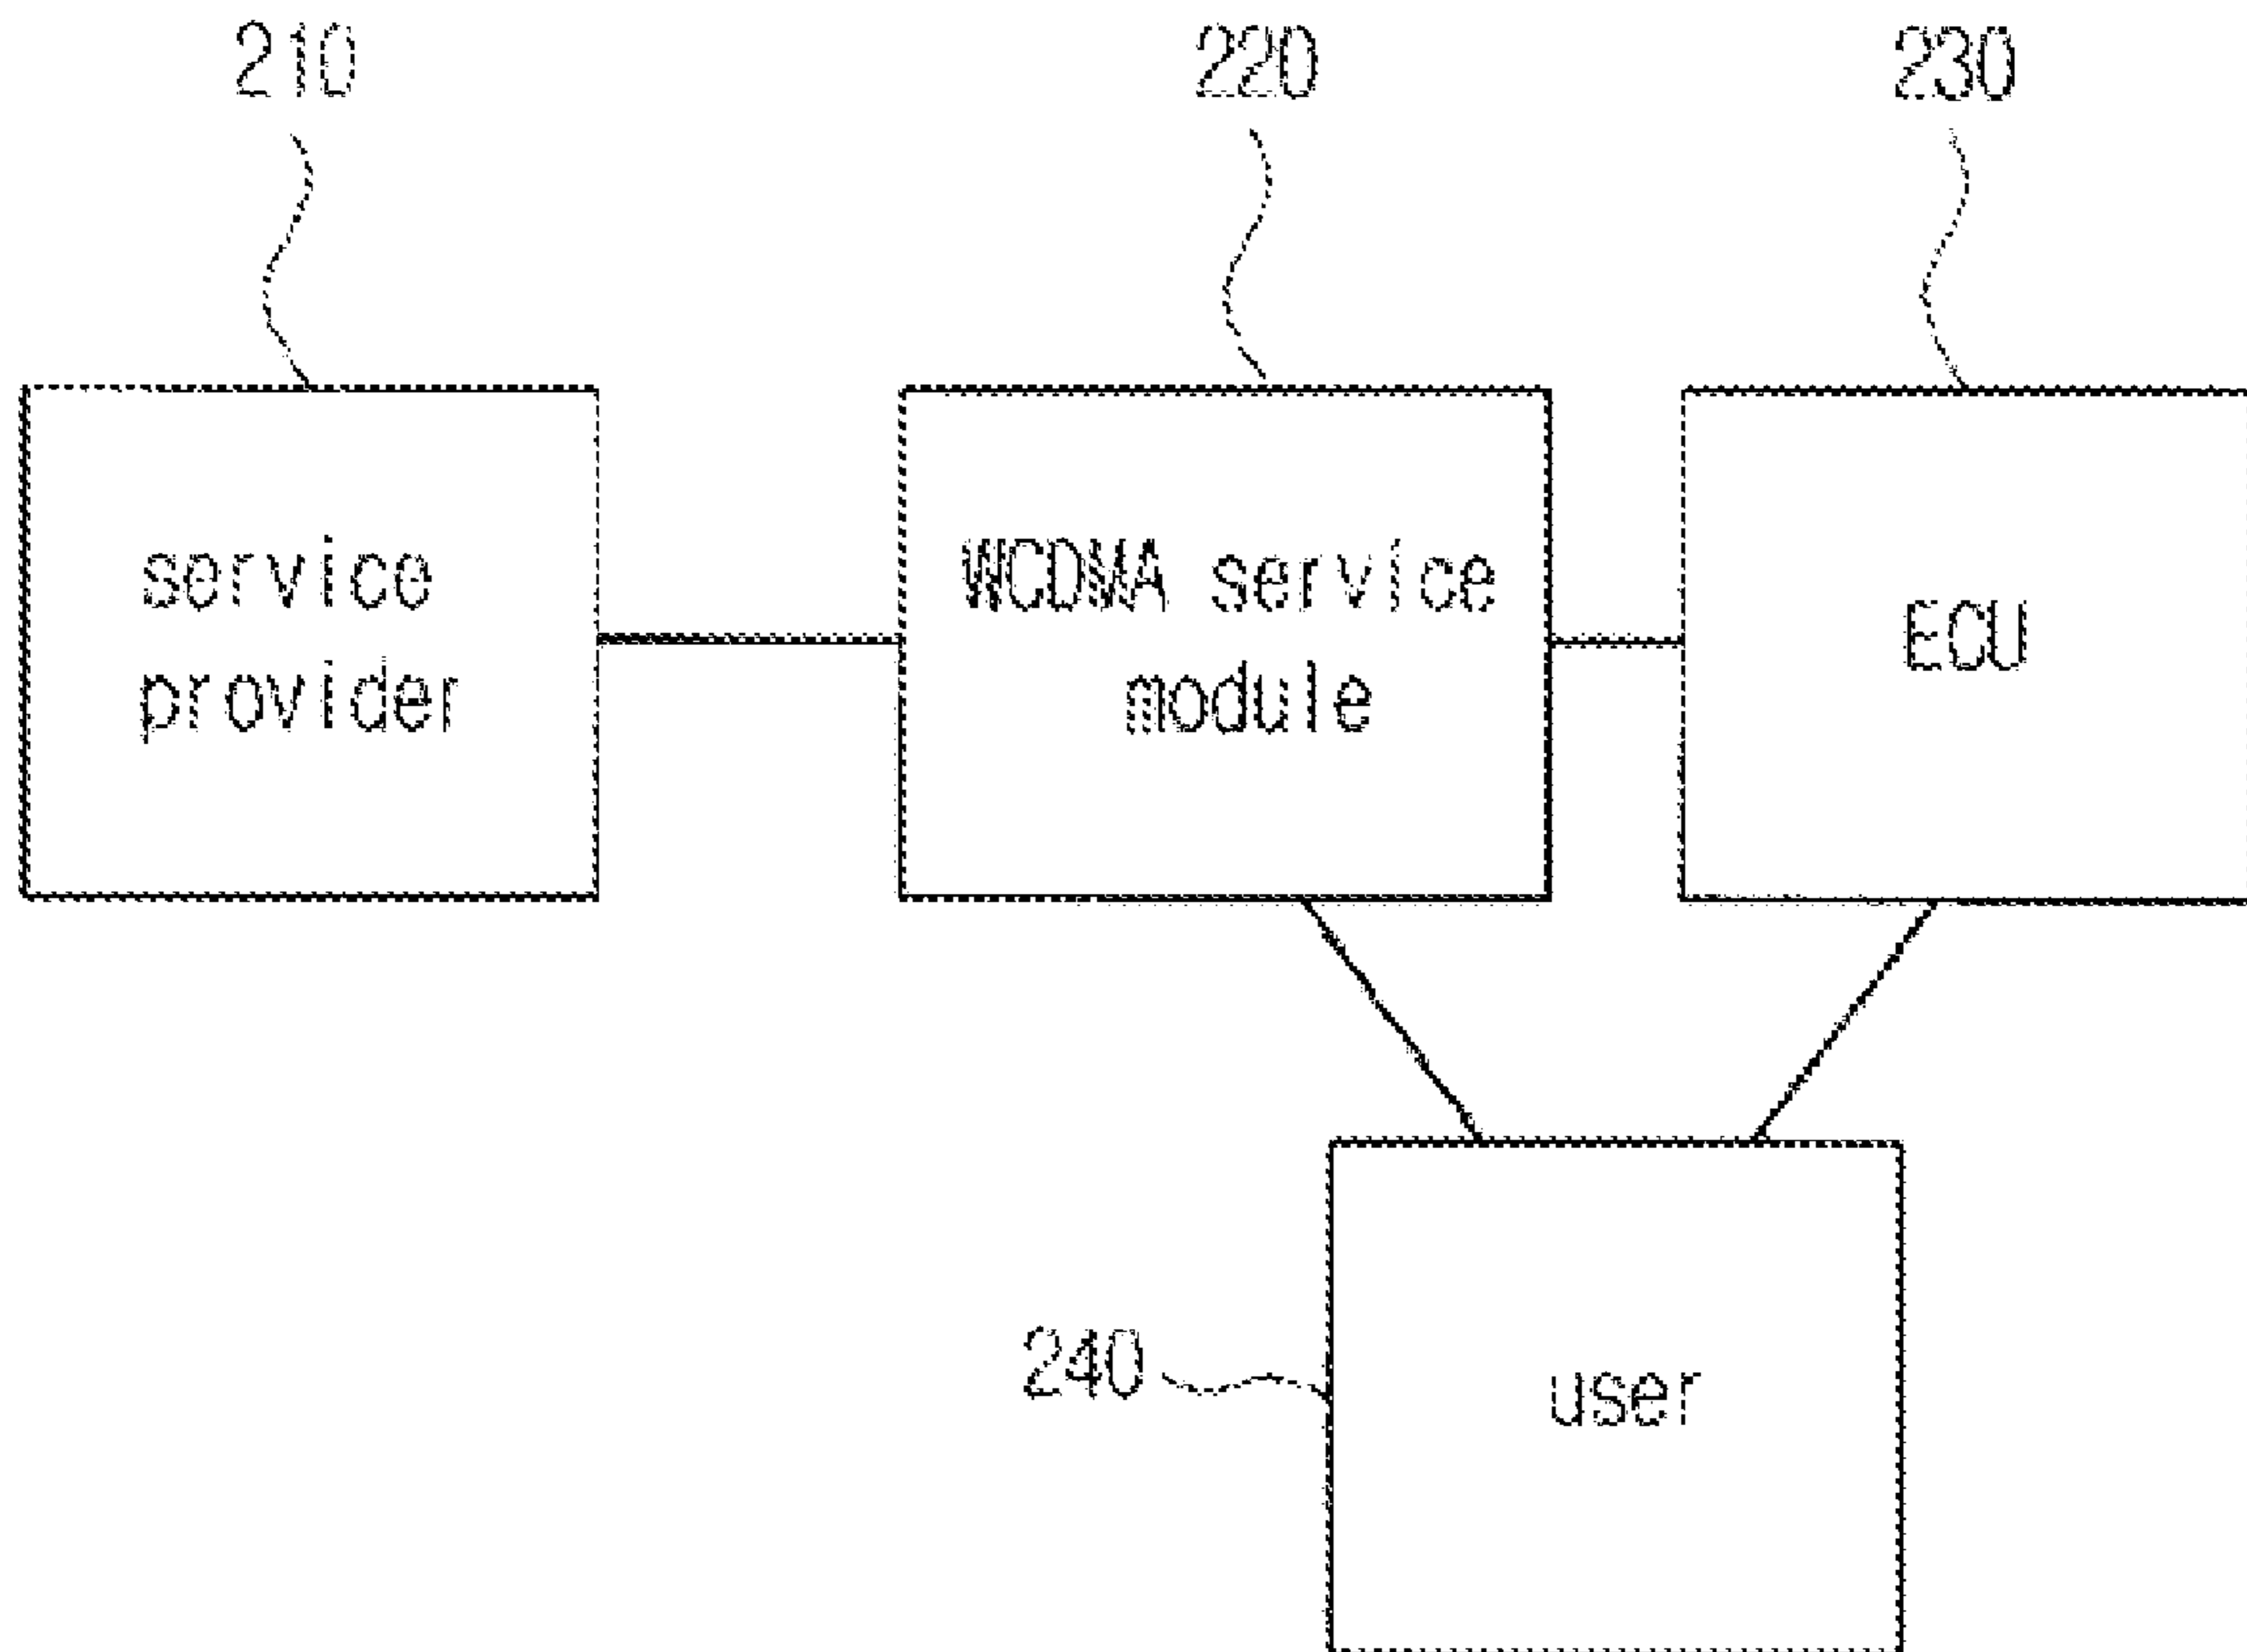 210
220
230
service
provider
WCDMA service
module
ECU
240
user